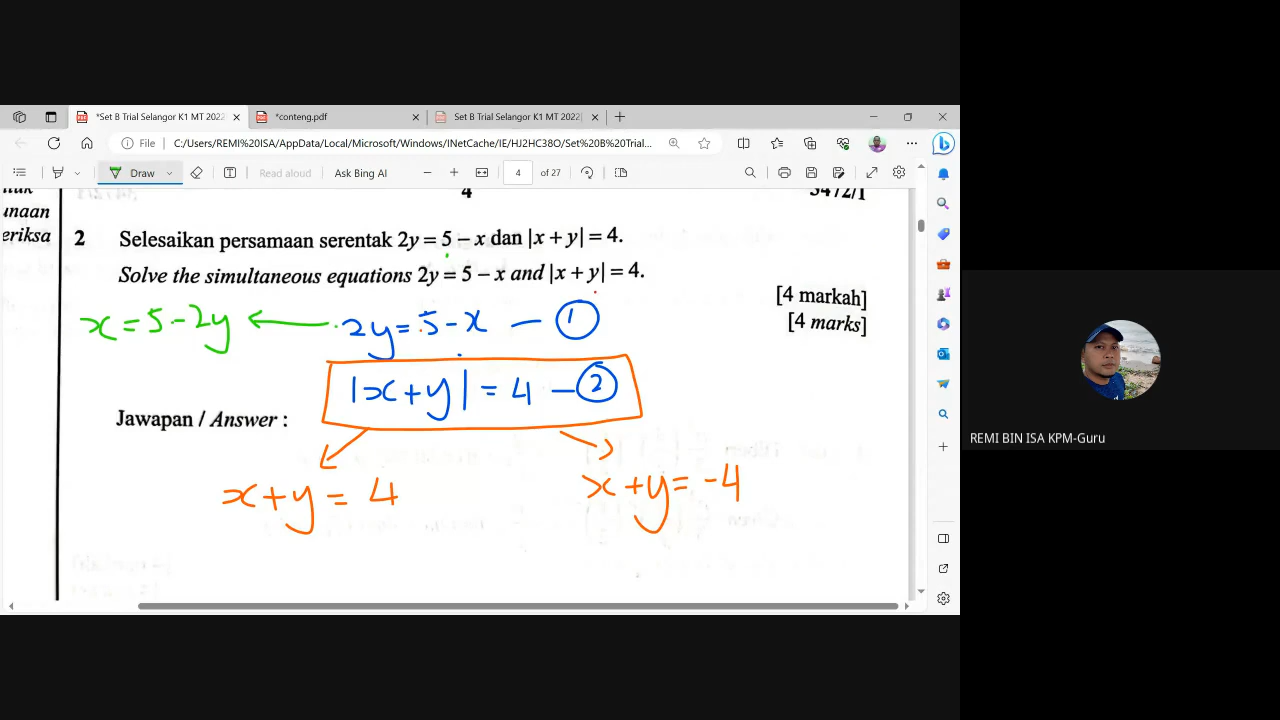 *Set B Trial Selangor K1 MT 2022
*conteng.pdf
Set B Trial Selangor K1 MT 2022
File
C:/Users/REMI%20ISA/AppData/Local/Microsoft/Windows/INetCache/IE/HJ2HC38O/Set%20B%20Trial...
Draw
Read aloud
Ask Bing AI
4
of 27
4
3472/1
unaan
eriksa
2 Selesaikan persamaan serentak 2y = 5 − x dan |x + y| = 4.
Solve the simultaneous equations 2y = 5 − x and |x + y| = 4.
[4 markah]
[4 marks]
x = 5 - 2y ← 2y = 5 - x — ①
|x + y| = 4 — ②
Jawapan / Answer :
x + y = 4
x + y = -4
REMI BIN ISA KPM-Guru